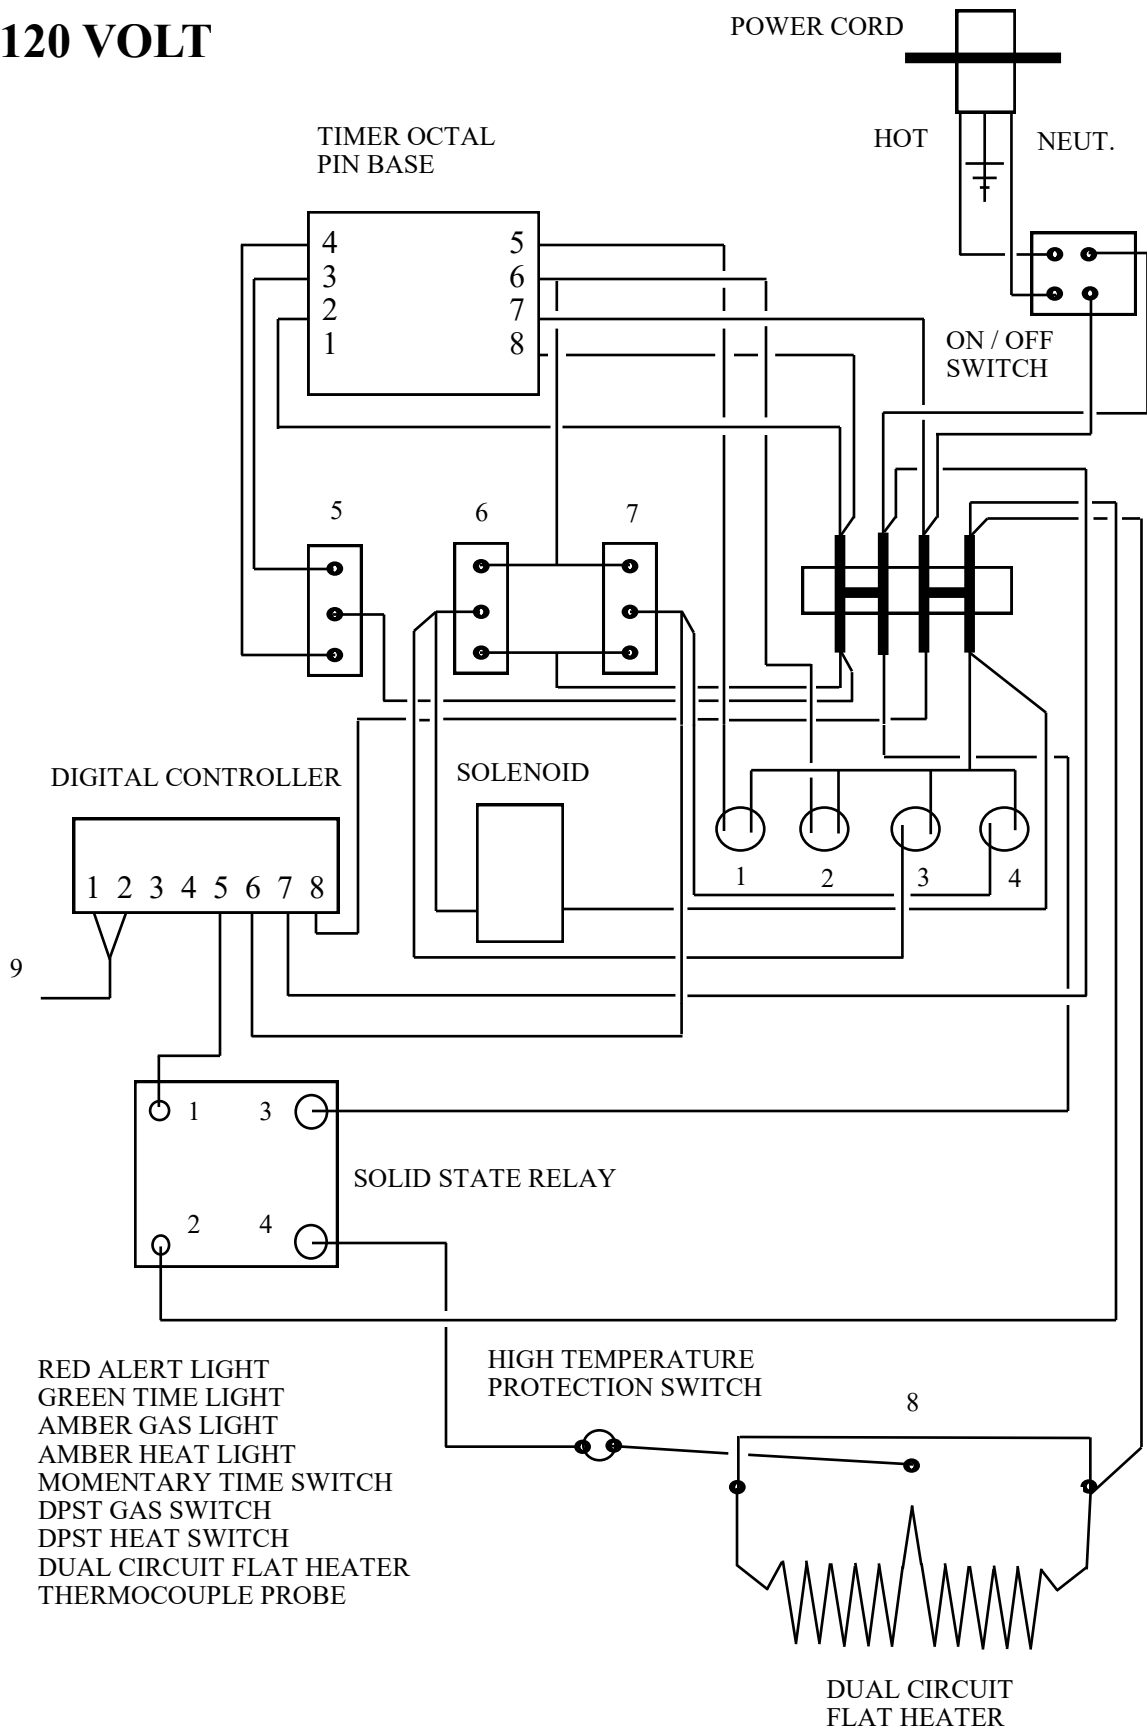 120 VOLT
POWER CORD
HOT
NEUT.
TIMER OCTAL
PIN BASE
4 5
3 6
2 7
1 8
ON / OFF
SWITCH
5
6
7
DIGITAL CONTROLLER
SOLENOID
1 2 3 4 5 6 7 8
1
2
3
4
9
1 3
SOLID STATE RELAY
2 4
RED ALERT LIGHT
GREEN TIME LIGHT
AMBER GAS LIGHT
AMBER HEAT LIGHT
MOMENTARY TIME SWITCH
DPST GAS SWITCH
DPST HEAT SWITCH
DUAL CIRCUIT FLAT HEATER
THERMOCOUPLE PROBE
HIGH TEMPERATURE
PROTECTION SWITCH
8
DUAL CIRCUIT
FLAT HEATER